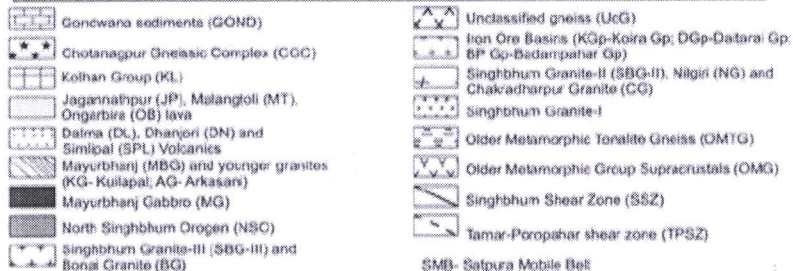 Gondwana sediments (GOND)
Chotanagpur Gneissic Complex (CGC)
Kolhan Group (KL)
Jagannathpur (JP), Malangtoli (MT),
Ongarbira (OB) lava
Dalma (DL), Dhanjori (DN) and
Simlipal (SPL) Volcanics
Mayurbhanj (MBG) and younger granites
(KG- Kuilapal, AG- Arkasani)
Mayurbhanj Gabbro (MG)
North Singhbhum Orogen (NSO)
Singhbhum Granite-III (SBG-III) and
Bonai Granite (BG)
Unclassified gneiss (UcG)
Iron Ore Basins (KGp-Koira Gp; DGp-Daitarai Gp;
BP Gp-Badampahar Gp)
Singhbhum Granite-II (SBG-II), Nilgiri (NG) and
Chakradharpur Granite (CG)
Singhbhum Granite-I
Older Metamorphic Tonalite Gneiss (OMTG)
Older Metamorphic Group Supracrustals (OMG)
Singhbhum Shear Zone (SSZ)
Tamar-Poropahar shear zone (TPSZ)
SMB- Satpura Mobile Belt